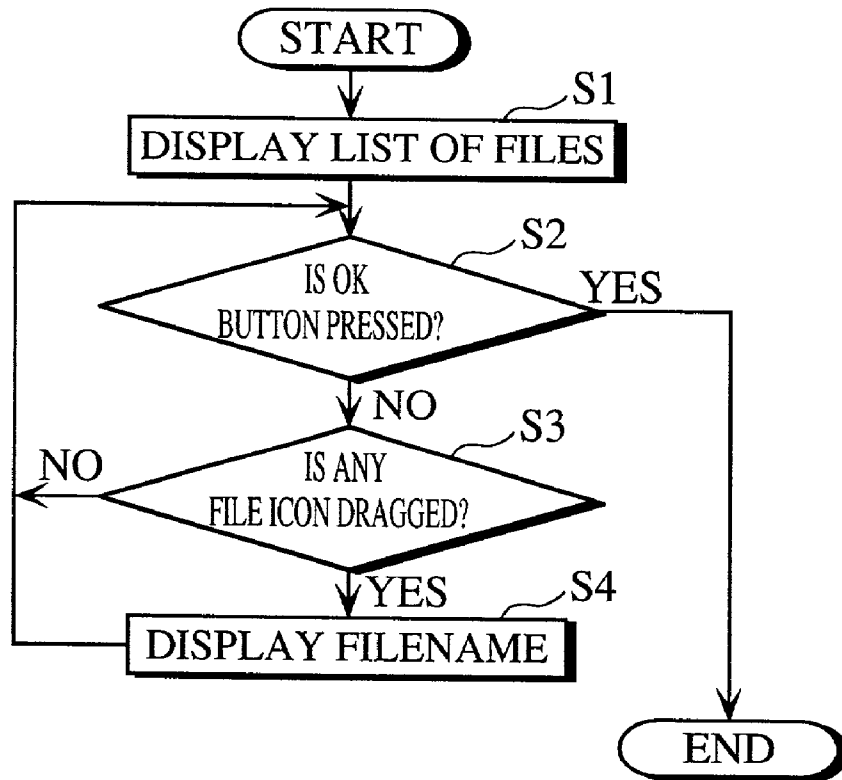 START
S1
DISPLAY LIST OF FILES
S2
IS OK
BUTTON PRESSED?
YES
NO
S3
IS ANY
FILE ICON DRAGGED?
NO
YES
S4
DISPLAY FILENAME
END